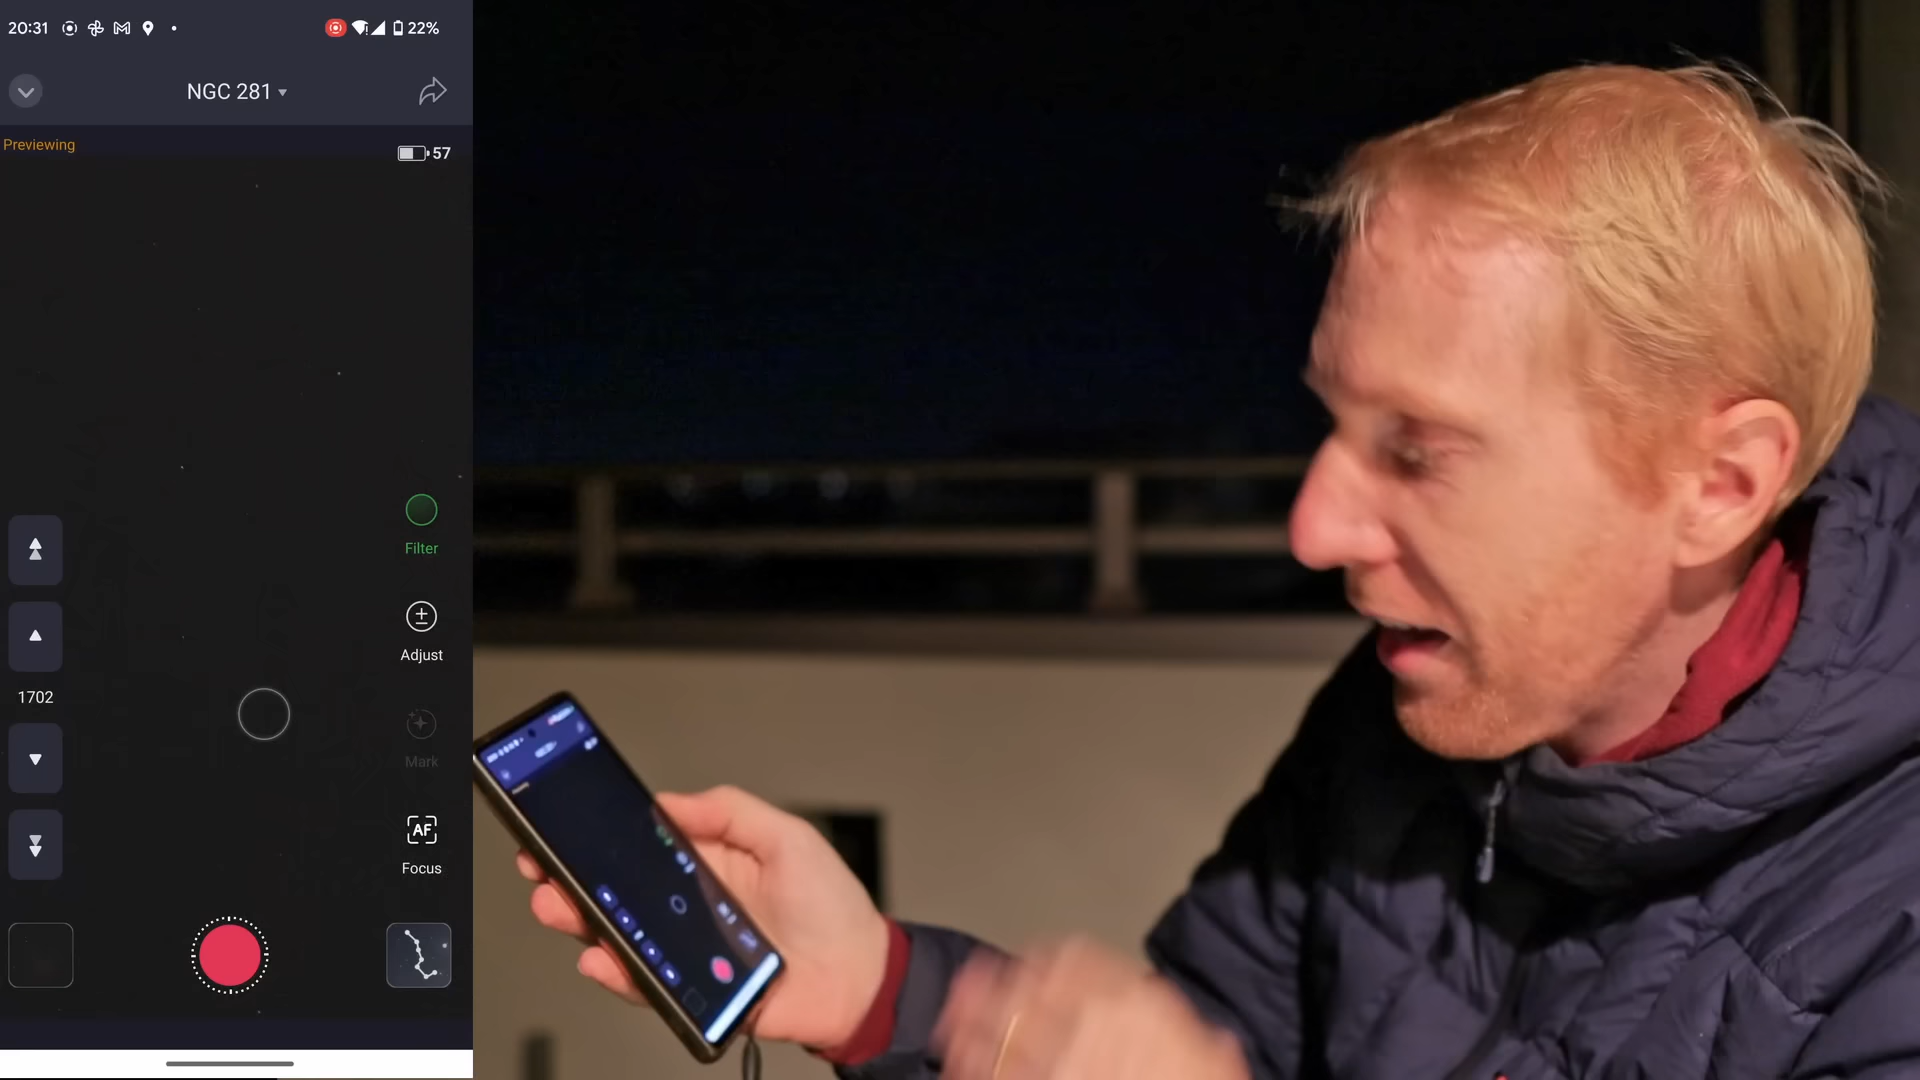 20:31 22%
NGC 281
Previewing
57
Filter
Adjust
1702
Mark
AF
Focus